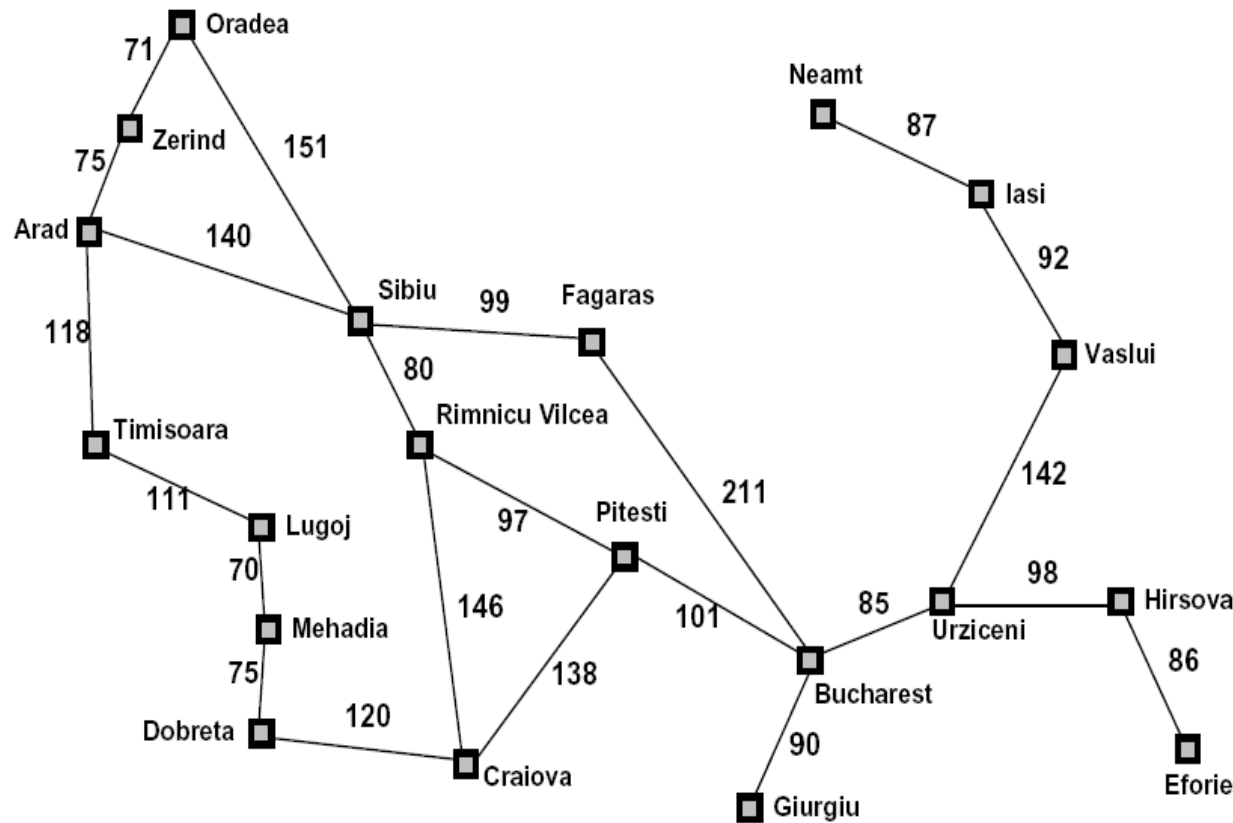 Oradea
71
Neamt
87
Zerind
75
151
Iasi
Arad
140
92
Sibiu
99
Fagaras
118
80
Vaslui
Rimnicu Vilcea
Timisoara
142
111
211
Lugoj
97
Pitesti
70
98
146
101
85
Hirsova
Mehadia
Urziceni
75
138
86
Dobreta
120
Bucharest
90
Craiova
Eforie
Giurgiu